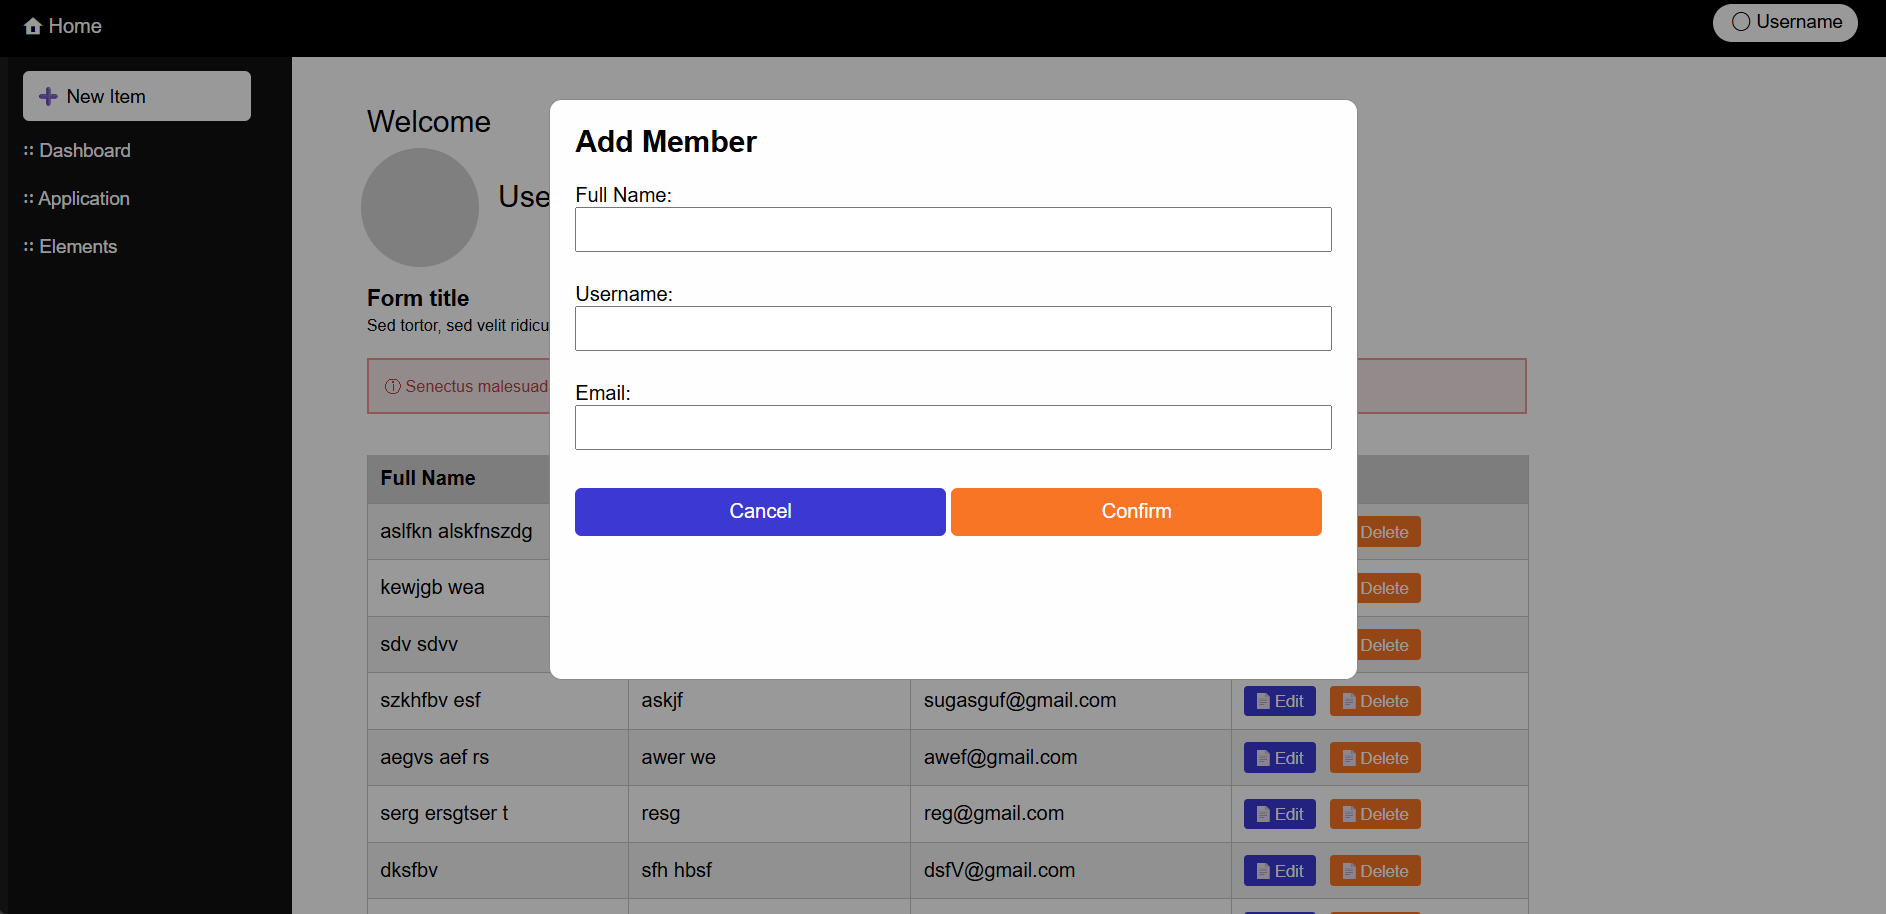 Home
Username
New Item
Dashboard
Application
Elements
Welcome
Use
Form title
Sed tortor, sed velit ridicu
ⓘ Senectus malesuad
Add Member
Full Name:
Username:
Email:
Cancel Confirm
Full Name
aslfkn alskfnszdg Delete
kewjgb wea Delete
sdv sdvv Delete
szkhfbv esf askjf sugasguf@gmail.com Edit Delete
aegvs aef rs awer we awef@gmail.com Edit Delete
serg ersgtser t resg reg@gmail.com Edit Delete
dksfbv sfh hbsf dsfV@gmail.com Edit Delete